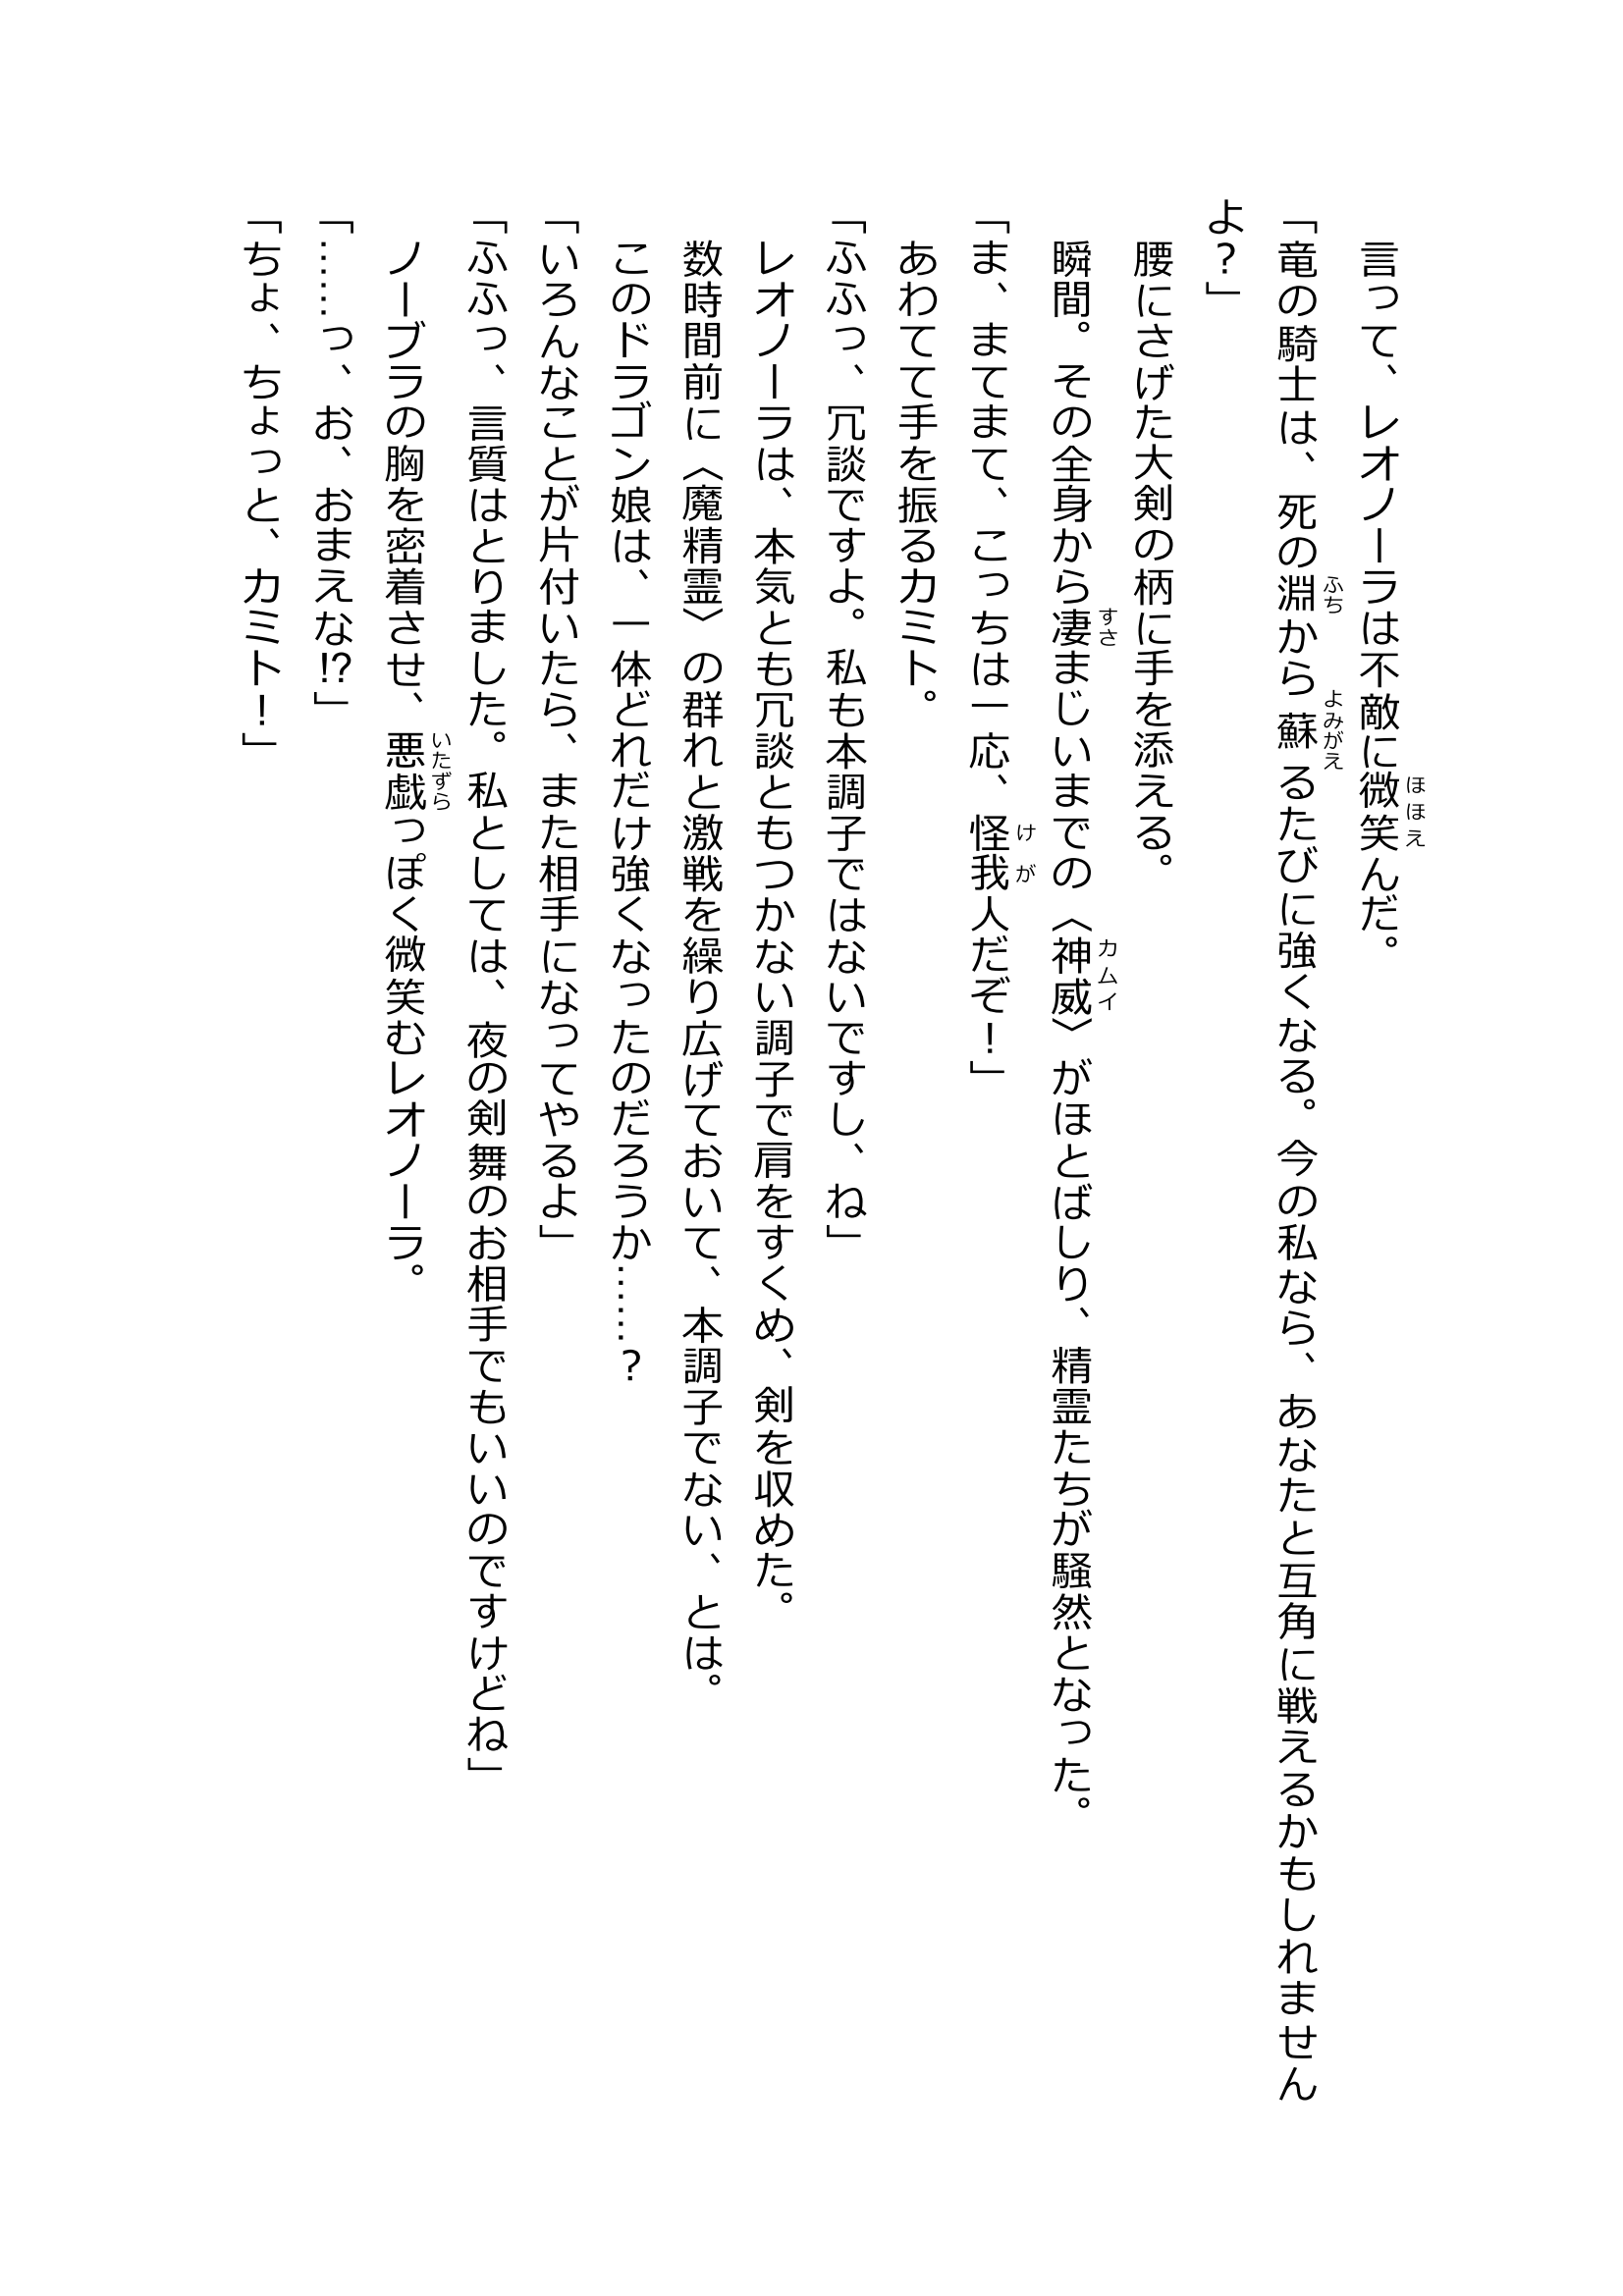 言って、レオノーラは不敵に微笑んだ。
「竜の騎士は、死の淵から蘇るたびに強くなる。今の私なら、あなたと互角に戦えるかもしれません
よ？」
腰にさげた大剣の柄に手を添える。
瞬間。その全身から凄まじいまでの〈神威〉がほとばしり、精霊たちが騒然となった。
「ま、まてまて、こっちは一応、怪我人だぞ！」
あわてて手を振るカミト。
「ふふっ、冗談ですよ。私も本調子ではないですし、ね」
レオノーラは、本気とも冗談ともつかない調子で肩をすくめ、剣を収めた。
数時間前に〈魔精霊〉の群れと激戦を繰り広げておいて、本調子でない、とは。
このドラゴン娘は、一体どれだけ強くなったのだろうか……？
「いろんなことが片付いたら、また相手になってやるよ」
「ふふっ、言質はとりました。私としては、夜の剣舞のお相手でもいいのですけどね」
ノーブラの胸を密着させ、悪戯っぽく微笑むレオノーラ。
「……っ、お、おまえな⁉」
「ちょ、ちょっと、カミト！」